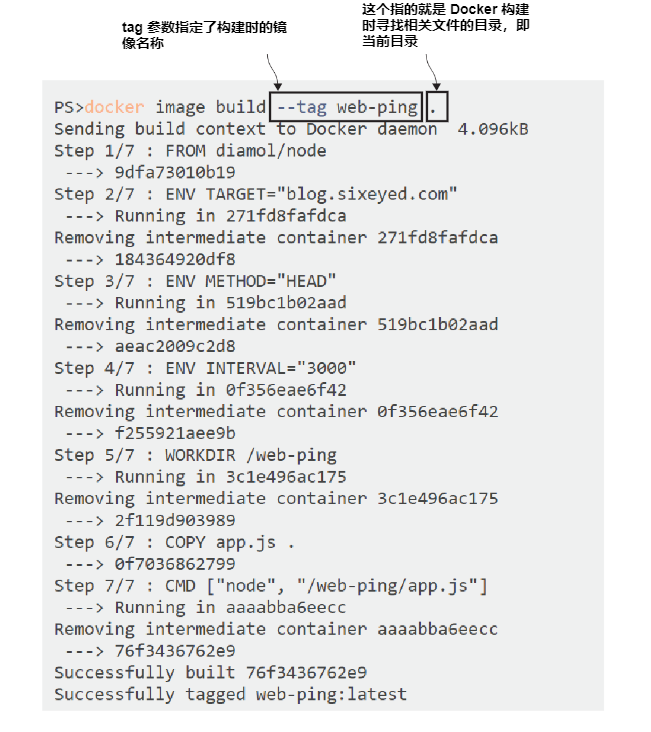 tag 参数指定了构建时的镜
像名称
这个指的就是 Docker 构建
时寻找相关文件的目录，即
当前目录
PS>docker image build --tag web-ping .
Sending build context to Docker daemon  4.096kB
Step 1/7 : FROM diamol/node
 ---> 9dfa73010b19
Step 2/7 : ENV TARGET="blog.sixeyed.com"
 ---> Running in 271fd8fafdca
Removing intermediate container 271fd8fafdca
 ---> 184364920df8
Step 3/7 : ENV METHOD="HEAD"
 ---> Running in 519bc1b02aad
Removing intermediate container 519bc1b02aad
 ---> aeac2009c2d8
Step 4/7 : ENV INTERVAL="3000"
 ---> Running in 0f356eae6f42
Removing intermediate container 0f356eae6f42
 ---> f255921aee9b
Step 5/7 : WORKDIR /web-ping
 ---> Running in 3c1e496ac175
Removing intermediate container 3c1e496ac175
 ---> 2f119d903989
Step 6/7 : COPY app.js .
 ---> 0f7036862799
Step 7/7 : CMD ["node", "/web-ping/app.js"]
 ---> Running in aaaabba6eecc
Removing intermediate container aaaabba6eecc
 ---> 76f3436762e9
Successfully built 76f3436762e9
Successfully tagged web-ping:latest